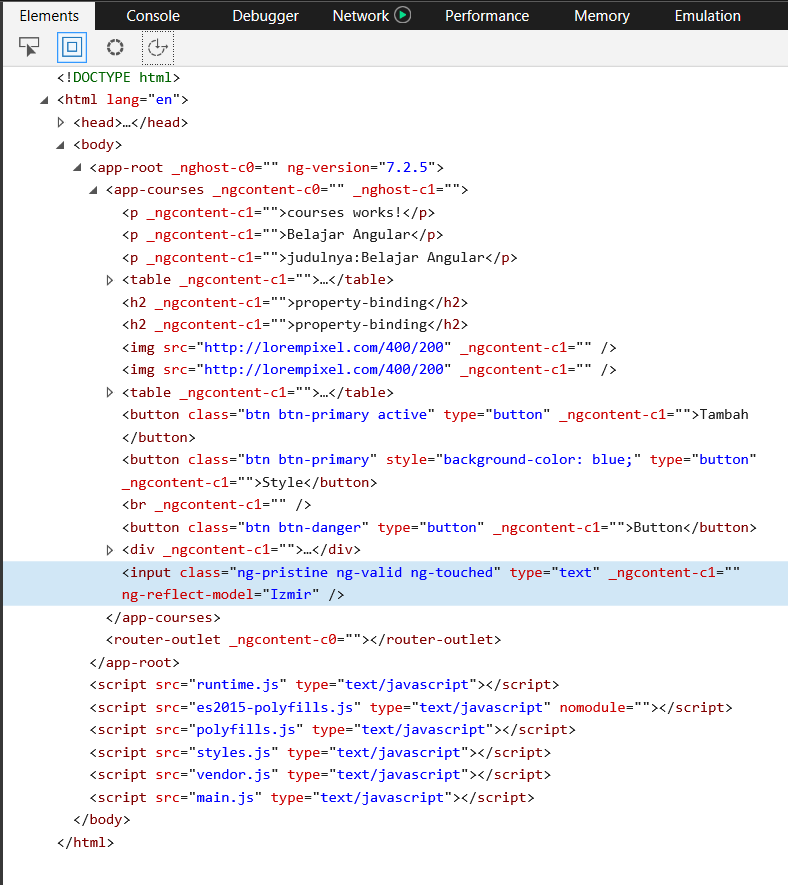 Elements Console Debugger Network Performance Memory Emulation
<!DOCTYPE html>
<html lang="en">
<head>…</head>
<body>
<app-root _nghost-c0="" ng-version="7.2.5">
<app-courses _ngcontent-c0="" _nghost-c1="">
<p _ngcontent-c1="">courses works!</p>
<p _ngcontent-c1="">Belajar Angular</p>
<p _ngcontent-c1="">judulnya:Belajar Angular</p>
<table _ngcontent-c1="">…</table>
<h2 _ngcontent-c1="">property-binding</h2>
<h2 _ngcontent-c1="">property-binding</h2>
<img src="http://lorempixel.com/400/200" _ngcontent-c1="" />
<img src="http://lorempixel.com/400/200" _ngcontent-c1="" />
<table _ngcontent-c1="">…</table>
<button class="btn btn-primary active" type="button" _ngcontent-c1="">Tambah
</button>
<button class="btn btn-primary" style="background-color: blue;" type="button"
_ngcontent-c1="">Style</button>
<br _ngcontent-c1="" />
<button class="btn btn-danger" type="button" _ngcontent-c1="">Button</button>
<div _ngcontent-c1="">…</div>
<input class="ng-pristine ng-valid ng-touched" type="text" _ngcontent-c1=""
ng-reflect-model="Izmir" />
</app-courses>
<router-outlet _ngcontent-c0=""></router-outlet>
</app-root>
<script src="runtime.js" type="text/javascript"></script>
<script src="es2015-polyfills.js" type="text/javascript" nomodule=""></script>
<script src="polyfills.js" type="text/javascript"></script>
<script src="styles.js" type="text/javascript"></script>
<script src="vendor.js" type="text/javascript"></script>
<script src="main.js" type="text/javascript"></script>
</body>
</html>